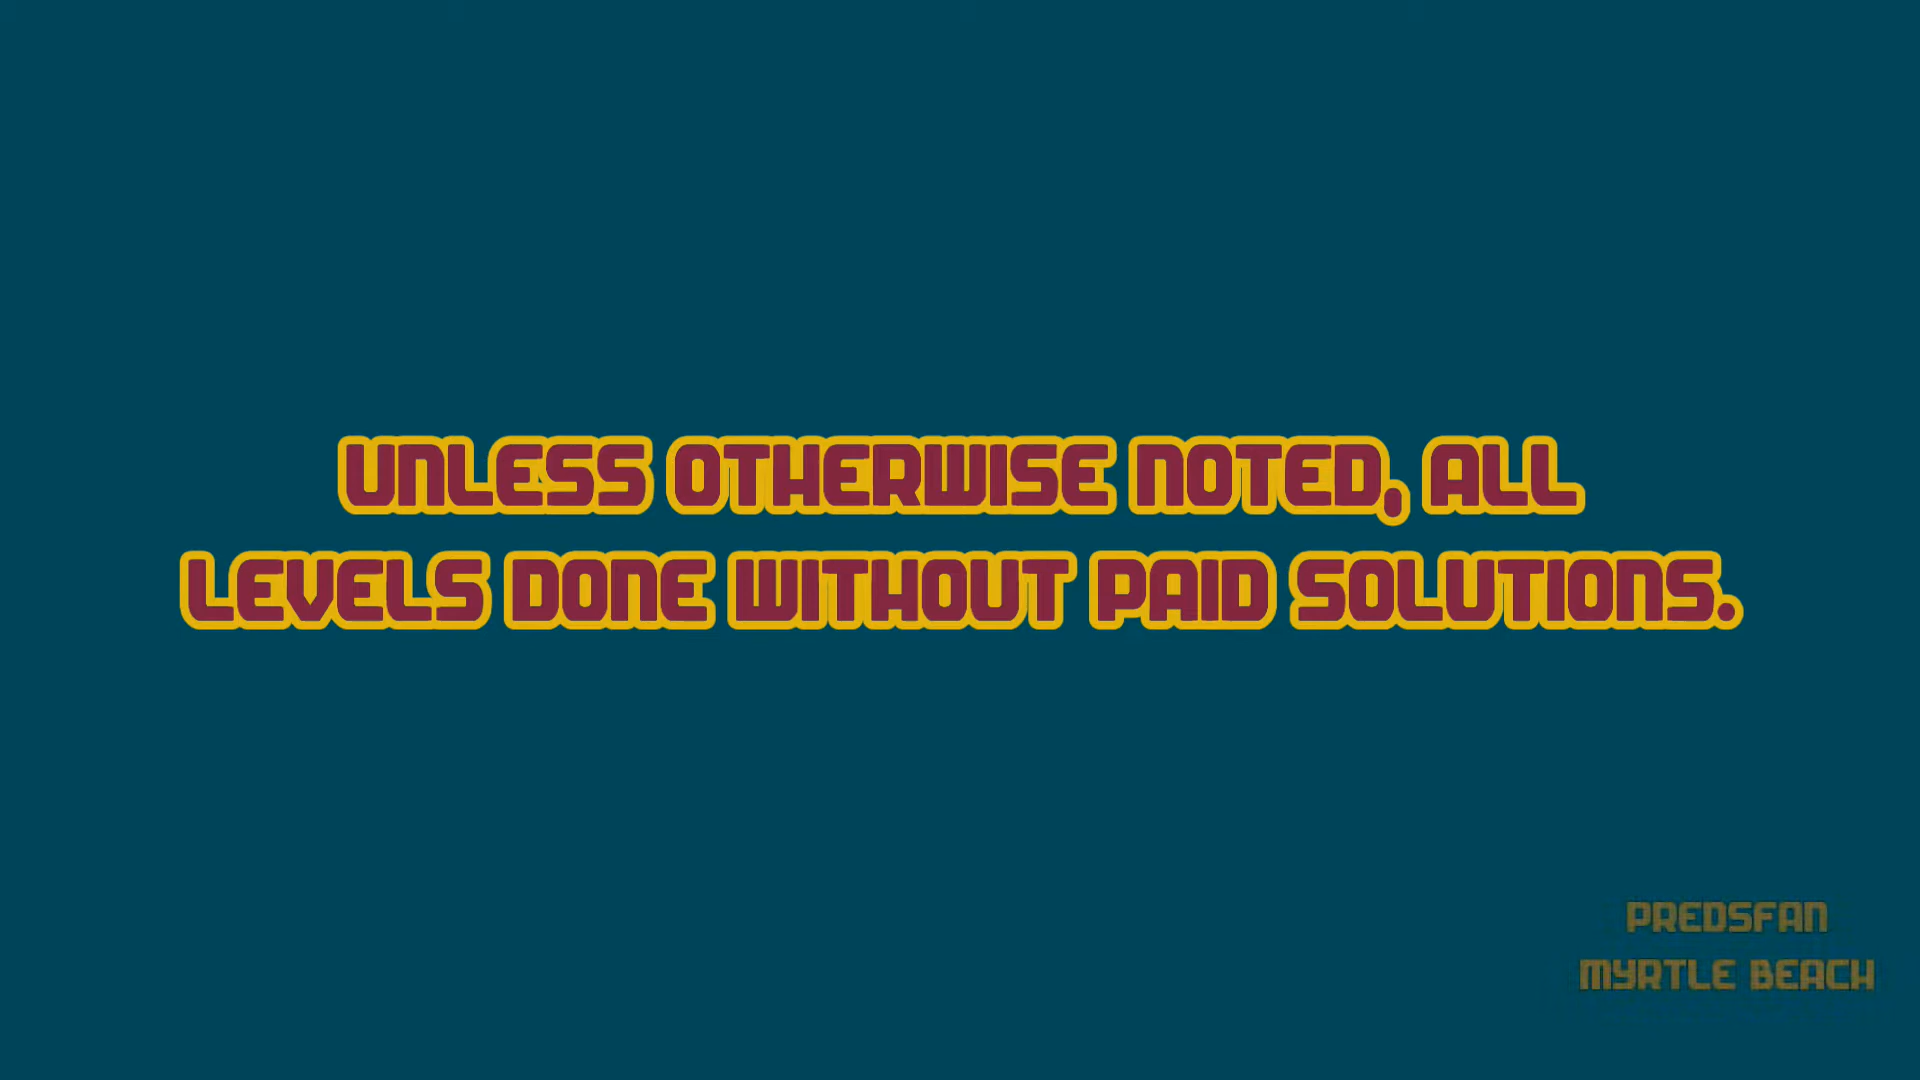 UNLESS OTHERWISE NOTED, ALL
LEVELS DONE WITHOUT PAID SOLUTIONS.
PREDSFAN
MYRTLE BEACH